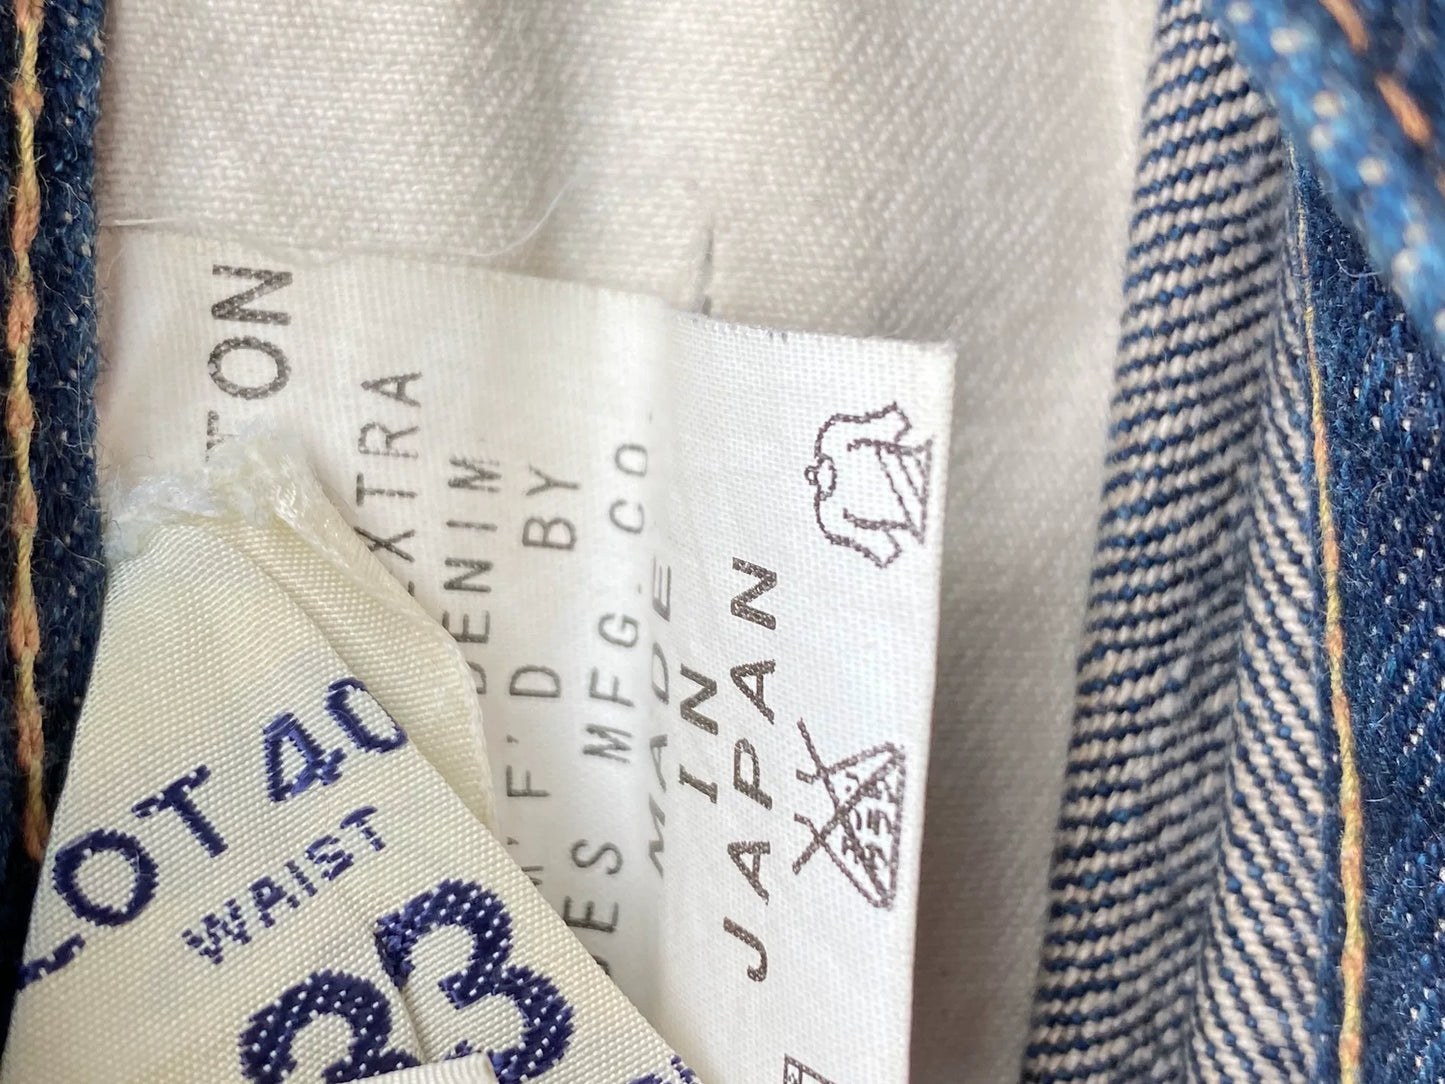 TON
EXTRA
DENIM
M'F'D BY
ES MFG.CO.
MADE
IN
JAPAN
LOT 40
WAIST
33